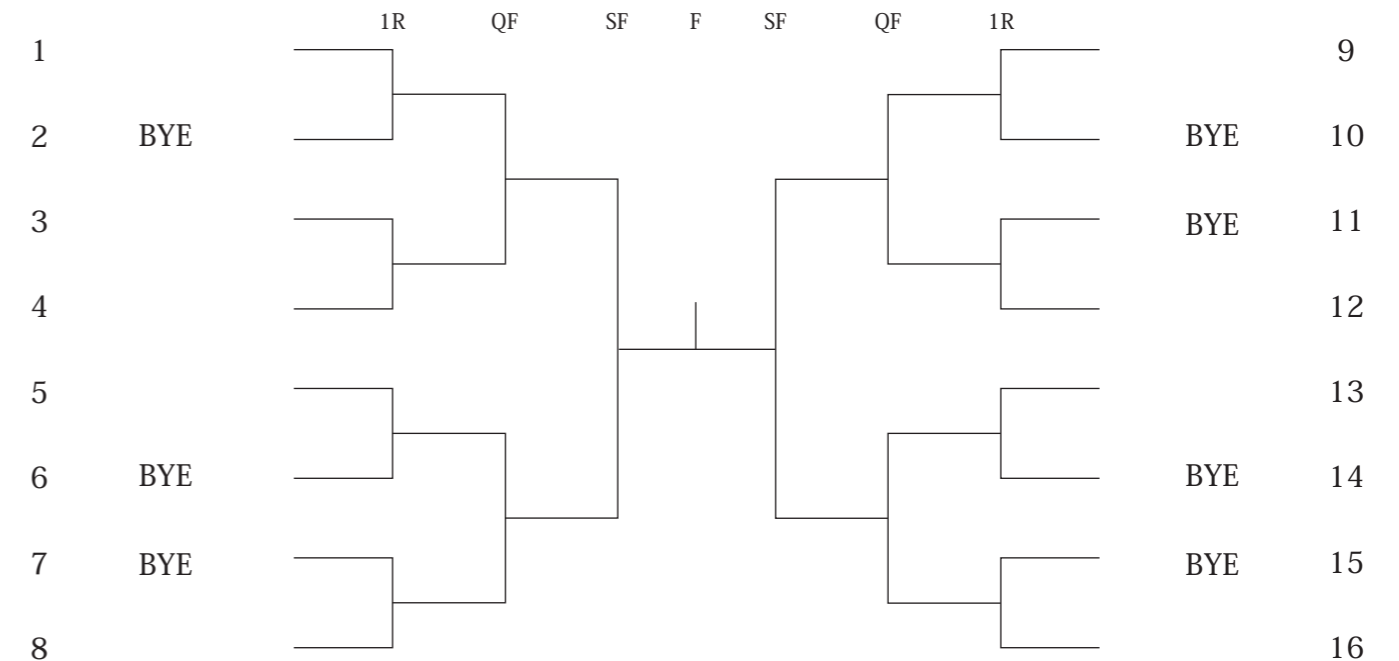 1R QF SF F SF QF 1R
1 9
2 BYE BYE 10
3 BYE 11
4 12
5 13
6 BYE BYE 14
7 BYE BYE 15
8 16